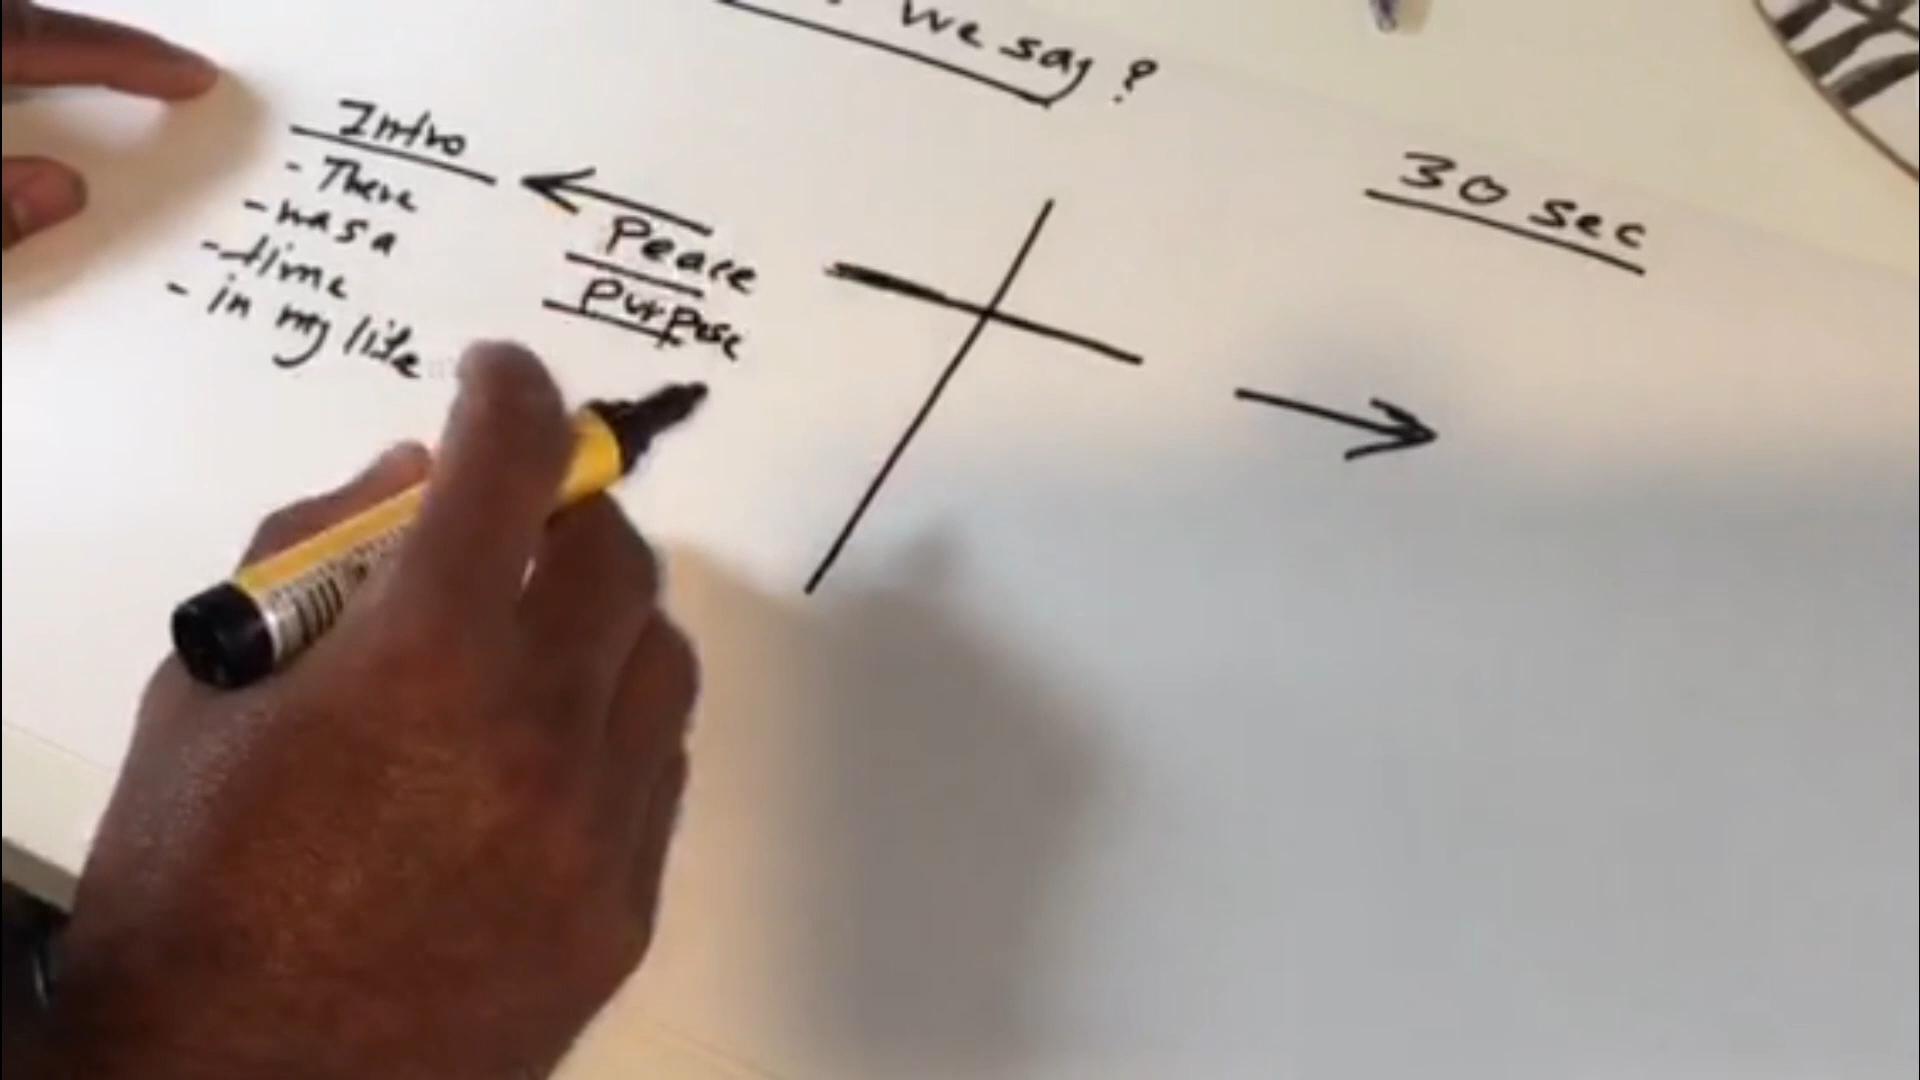 we say?
30 sec
Intro
- There
- was a
- time
- in my life
Peace
Purpose